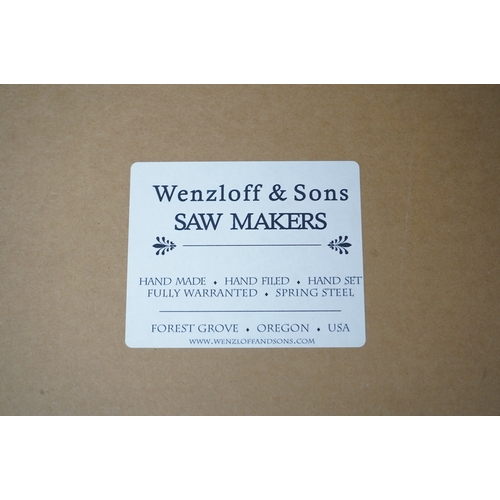 Wenzloff & Sons
SAW MAKERS
HAND MADE ⬧ HAND FILED ⬧ HAND SET
FULLY WARRANTED ⬧ SPRING STEEL
FOREST GROVE ⬧ OREGON ⬧ USA
WWW.WENZLOFFANDSONS.COM